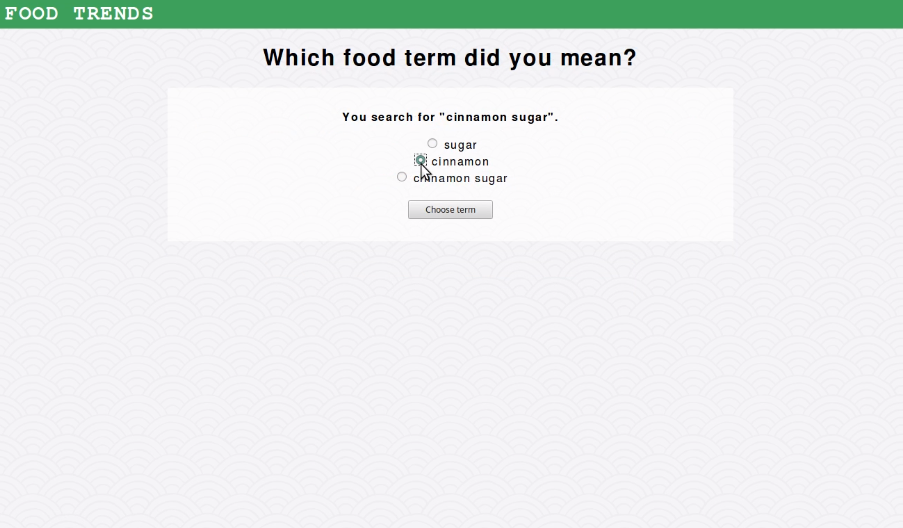 FOOD TRENDS
Which food term did you mean?
You search for "cinnamon sugar".
sugar
cinnamon
cinnamon sugar
Choose term